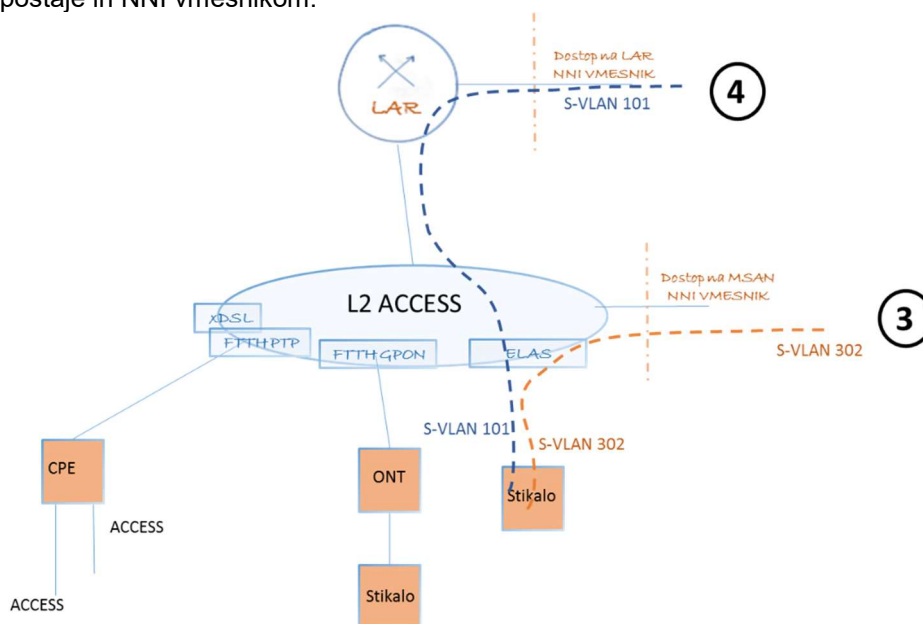 postaje in NNI vmesnikom.
Dostop na LAR
NNI VMESNIK
S-VLAN 101
4
LAR
Dostop na MSAN
NNI VMESNIK
L2 ACCESS
3
xDSL
FTTH PTP
FTTH GPON
ELAS
S-VLAN 302
S-VLAN 101
S-VLAN 302
CPE
ONT
Stikalo
ACCESS
ACCESS
Stikalo